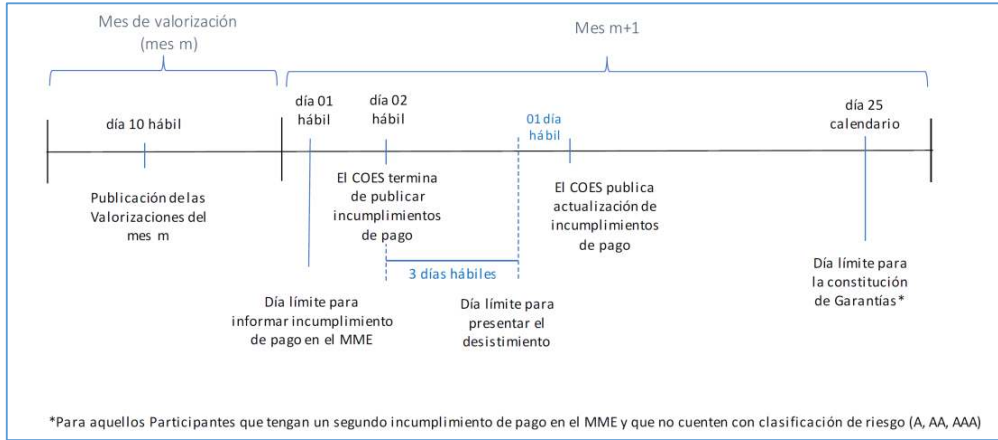 Mes de valorización
(mes m)
Mes m+1
día 10 hábil
día 01
hábil
día 02
hábil
01 día
hábil
día 25
calendario
Publicación de las
Valorizaciones del
mes m
El COES termina
de publicar
incumplimientos
de pago
El COES publica
actualización de
incumplimientos
de pago
3 días hábiles
Día límite para
informar incumplimiento
de pago en el MME
Día límite para
presentar el
desistimiento
Día límite para
la constitución
de Garantías*
*Para aquellos Participantes que tengan un segundo incumplimiento de pago en el MME y que no cuenten con clasificación de riesgo (A, AA, AAA)